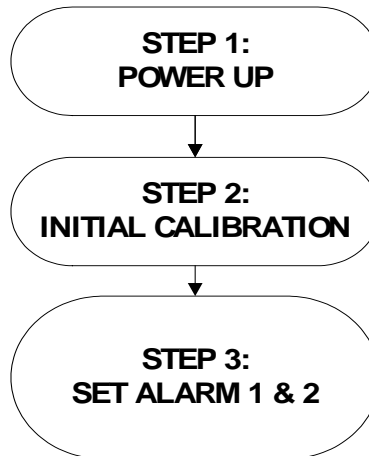 STEP 1:
POWER UP
STEP 2:
INITIAL CALIBRATION
STEP 3:
SET ALARM 1 & 2